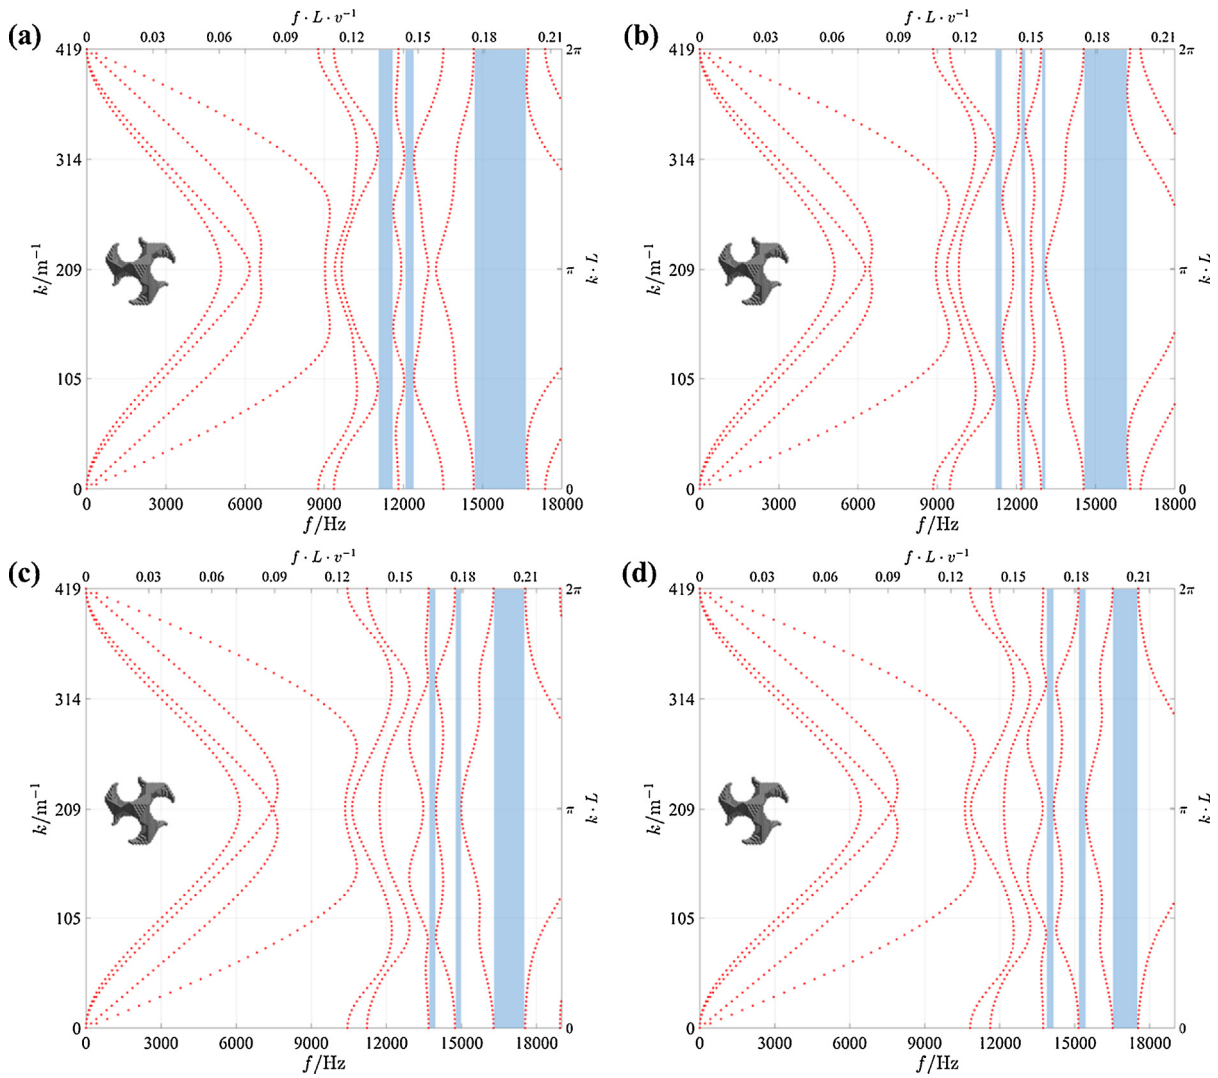 (a)
f · L · v⁻¹
0 0.03 0.06 0.09 0.12 0.15 0.18 0.21
419 2π
314
k/m⁻¹ 209 π k · L
105
0 0
0 3000 6000 9000 12000 15000 18000
f/Hz
(b)
f · L · v⁻¹
0 0.03 0.06 0.09 0.12 0.15 0.18 0.21
419 2π
314
k/m⁻¹ 209 π k · L
105
0 0
0 3000 6000 9000 12000 15000 18000
f/Hz
(c)
f · L · v⁻¹
0 0.03 0.06 0.09 0.12 0.15 0.18 0.21
419 2π
314
k/m⁻¹ 209 π k · L
105
0 0
0 3000 6000 9000 12000 15000 18000
f/Hz
(d)
f · L · v⁻¹
0 0.03 0.06 0.09 0.12 0.15 0.18 0.21
419 2π
314
k/m⁻¹ 209 π k · L
105
0 0
0 3000 6000 9000 12000 15000 18000
f/Hz